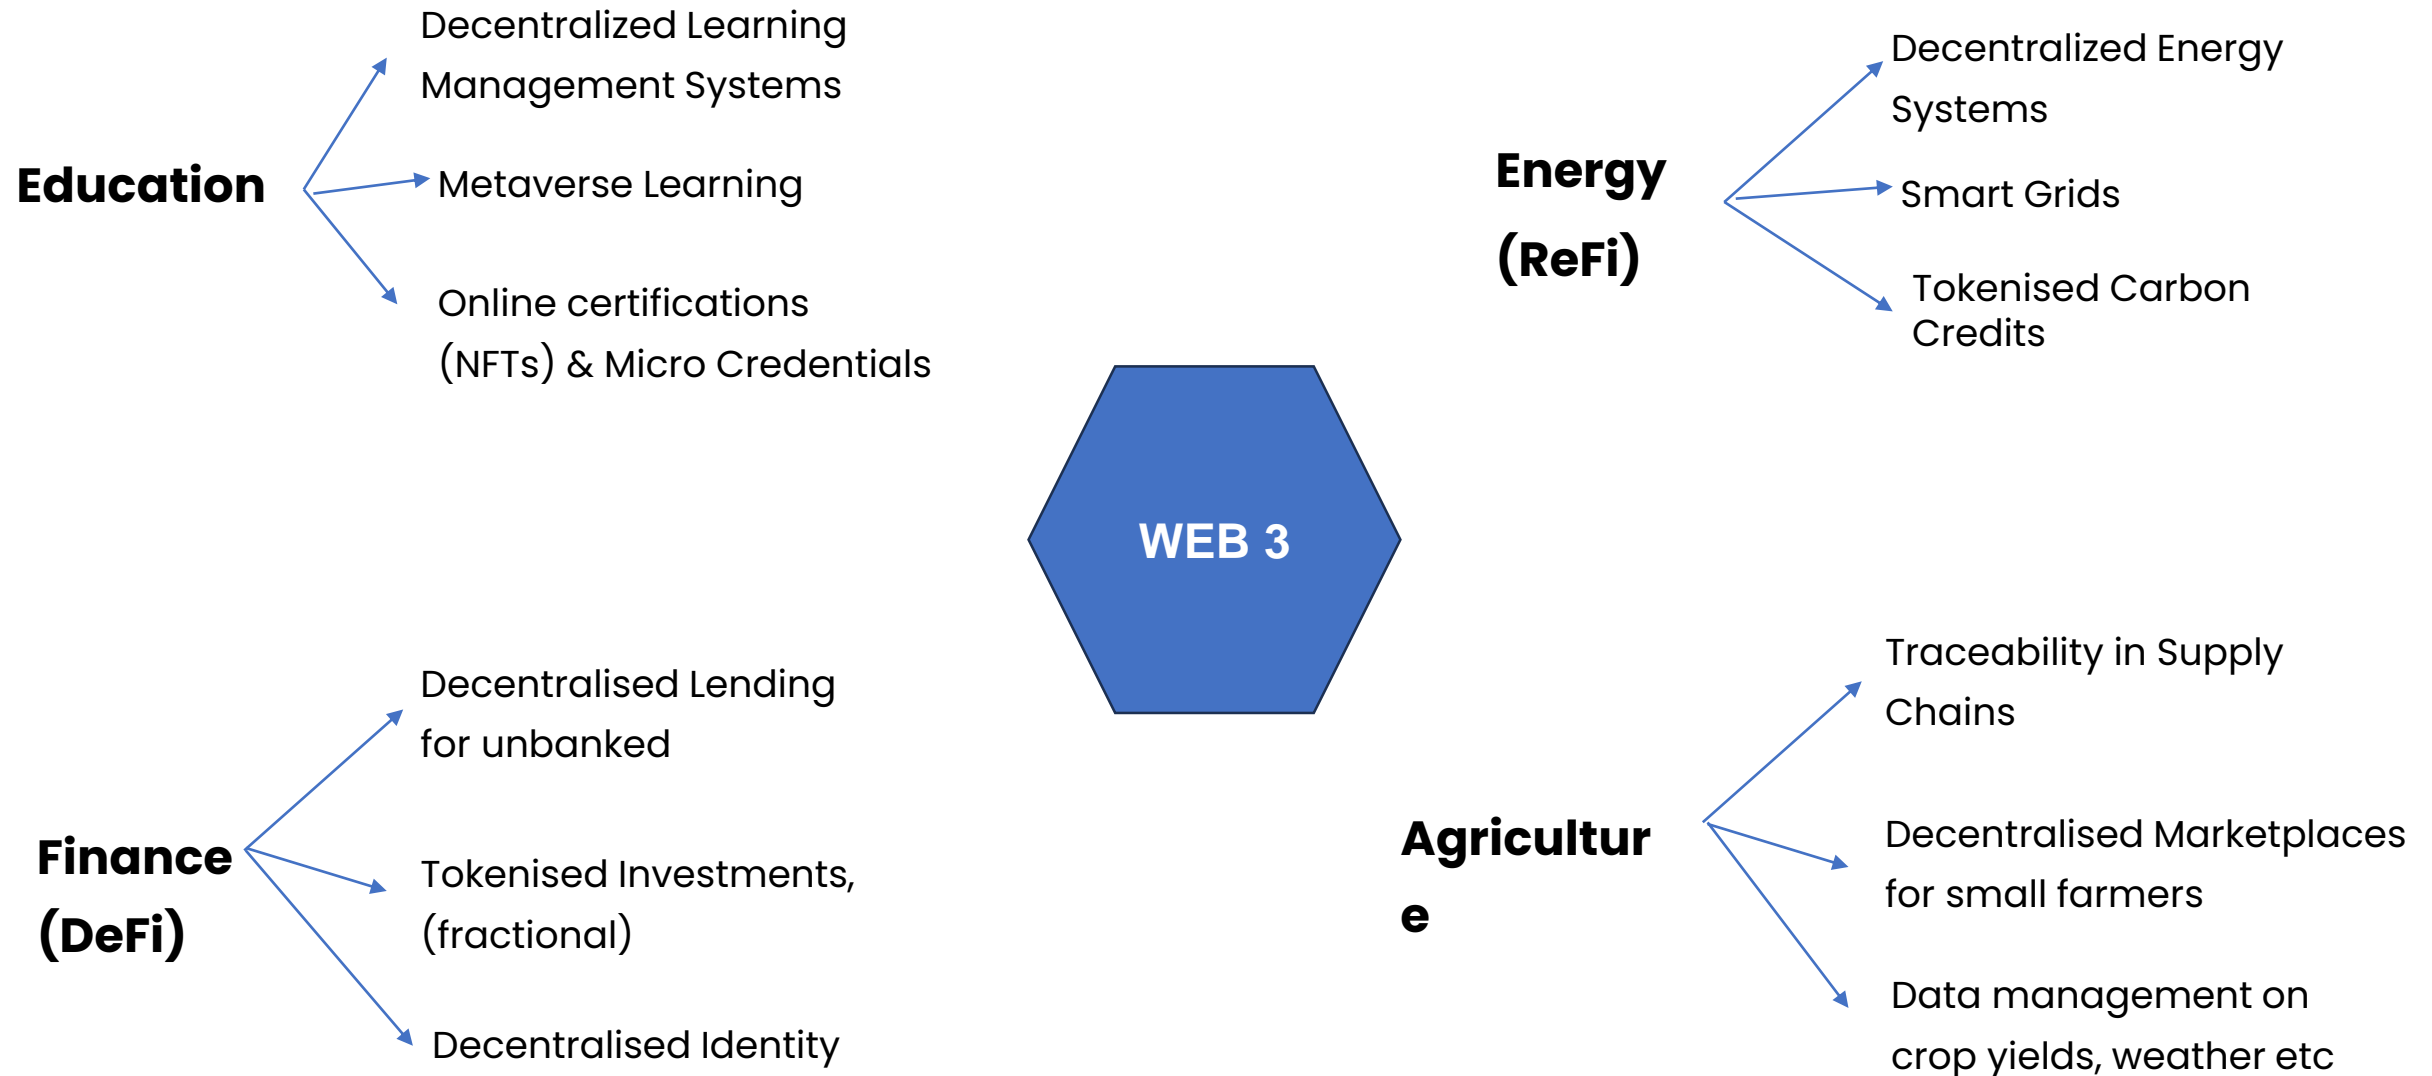 Decentralized Learning
Management Systems
Education
Metaverse Learning
Online certifications
(NFTs) & Micro Credentials
Decentralized Energy
Systems
Energy
(ReFi)
Smart Grids
Tokenised Carbon
Credits
WEB 3
Decentralised Lending
for unbanked
Finance
(DeFi)
Tokenised Investments,
(fractional)
Decentralised Identity
Traceability in Supply
Chains
Agricultur
e
Decentralised Marketplaces
for small farmers
Data management on
crop yields, weather etc